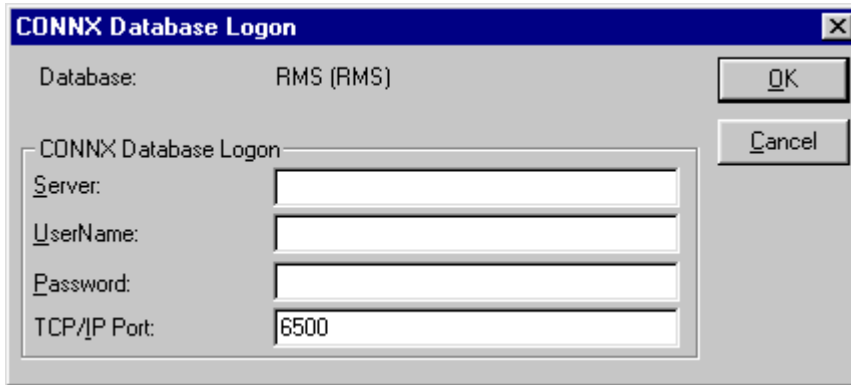 CONNX Database Logon
Database: RMS (RMS)
OK
Cancel
CONNX Database Logon
Server:
UserName:
Password:
TCP/IP Port: 6500